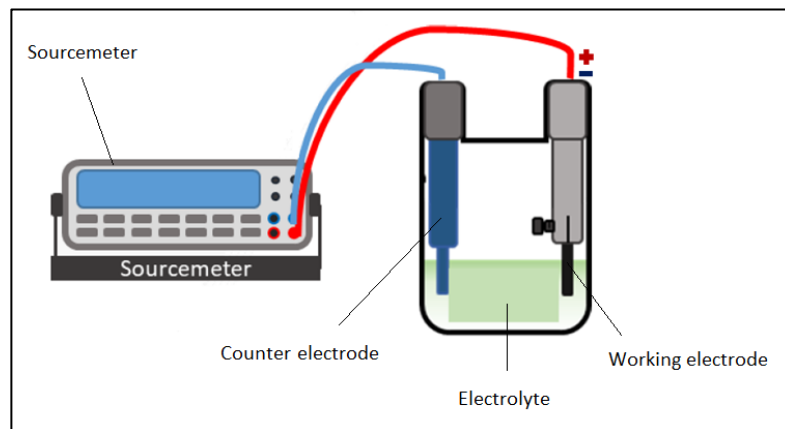 Sourcemeter
+
-
Sourcemeter
Counter electrode
Working electrode
Electrolyte